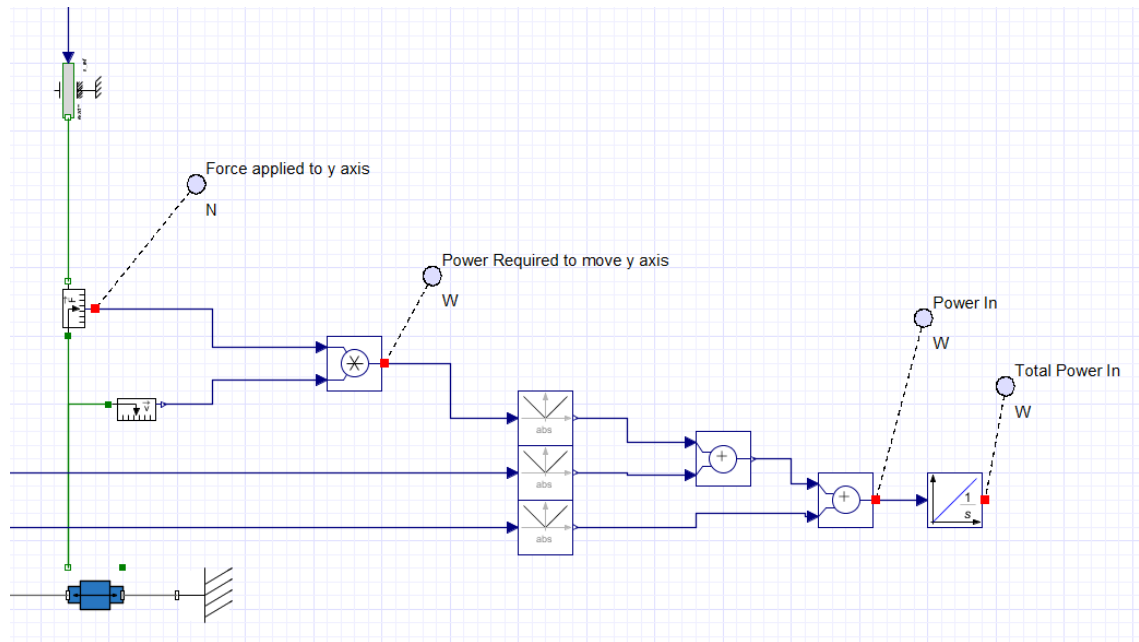 Force applied to y axis
N
Power Required to move y axis
W
Power In
W
Total Power In
W
F
v
abs
abs
abs
1
s